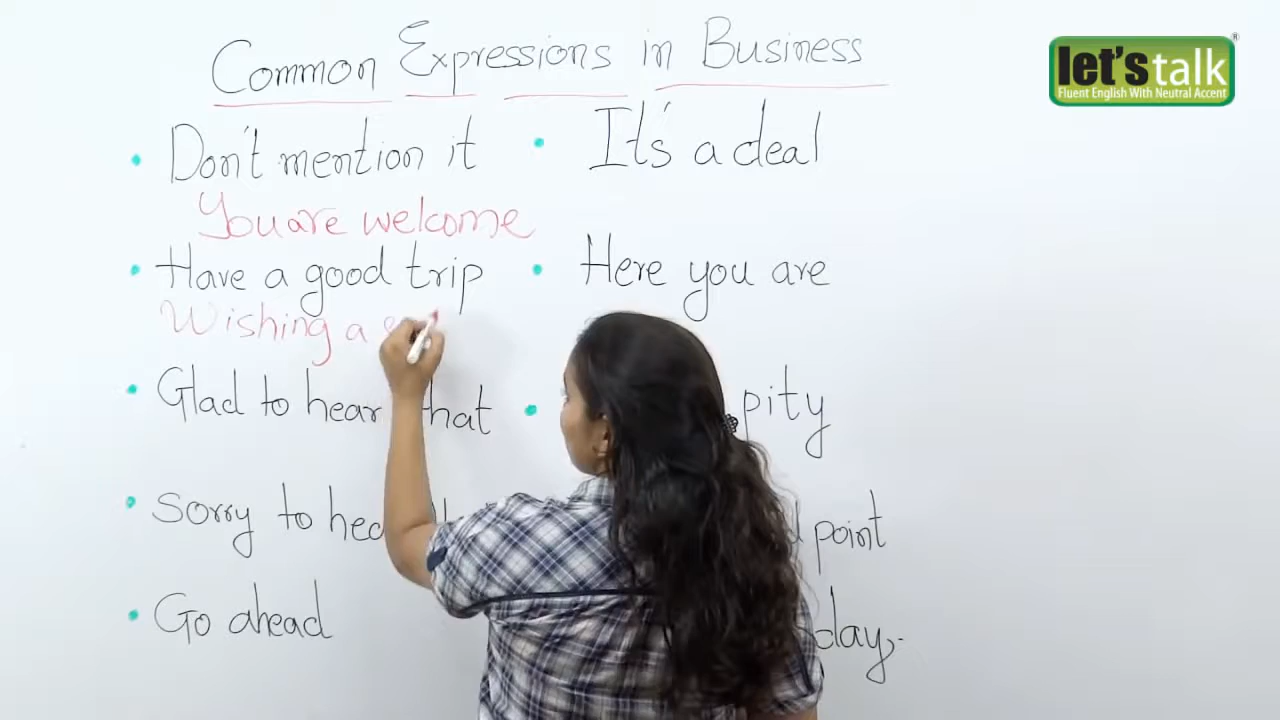 Common Expressions in Business
let's talk
Fluent English With Neutral Accent
Don't mention it
You are welcome
Have a good trip
Wishing a
Glad to hear that
Sorry to hear
Go ahead
It's a deal
Here you are
pity
point
day,-